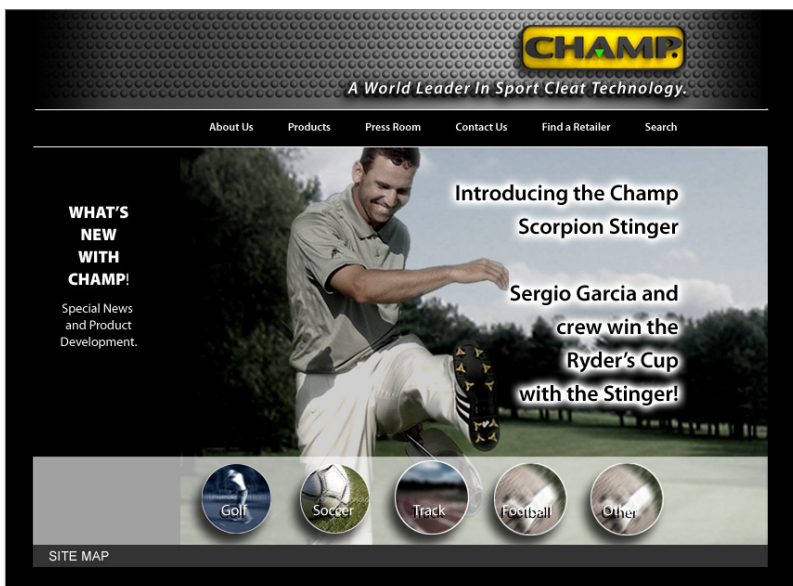 CHAMP.
A World Leader In Sport Cleat Technology.
About Us Products Press Room Contact Us Find a Retailer Search
WHAT'S
NEW
WITH
CHAMP!
Special News
and Product
Development.
Introducing the Champ
Scorpion Stinger
Sergio Garcia and
crew win the
Ryder's Cup
with the Stinger!
Golf Soccer Track Football Other
SITE MAP